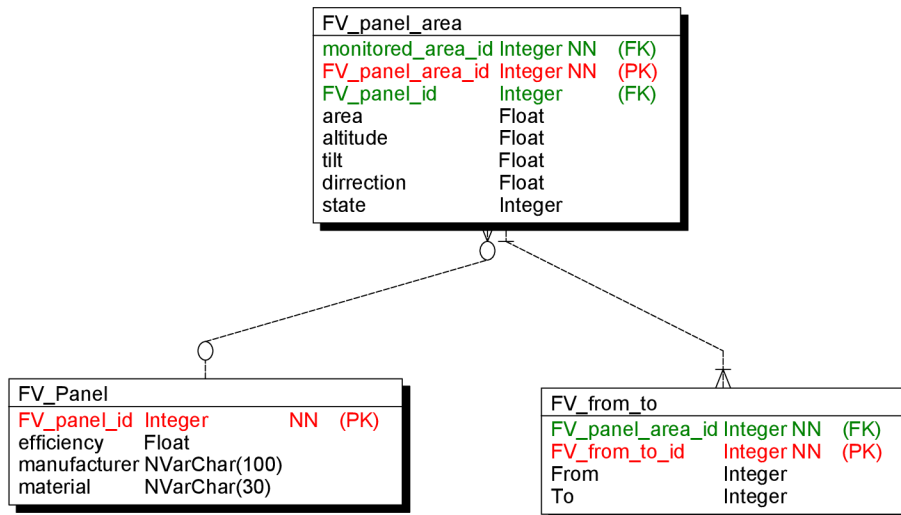 FV_panel_area
monitored_area_id Integer NN (FK)
FV_panel_area_id Integer NN (PK)
FV_panel_id Integer (FK)
area Float
altitude Float
tilt Float
dirrection Float
state Integer
FV_Panel
FV_panel_id Integer NN (PK)
efficiency Float
manufacturer NVarChar(100)
material NVarChar(30)
FV_from_to
FV_panel_area_id Integer NN (FK)
FV_from_to_id Integer NN (PK)
From Integer
To Integer